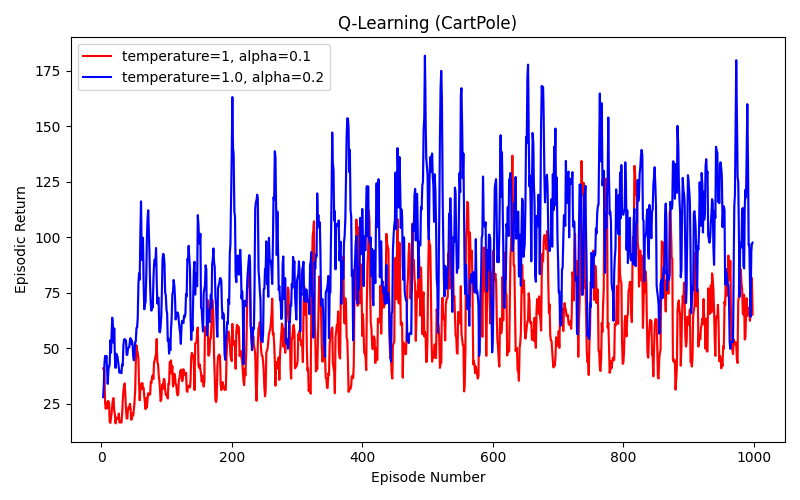 Q-Learning (CartPole)
temperature=1, alpha=0.1
temperature=1.0, alpha=0.2
175
150
125
100
75
50
25
Episodic Return
0
200
400
600
800
1000
Episode Number